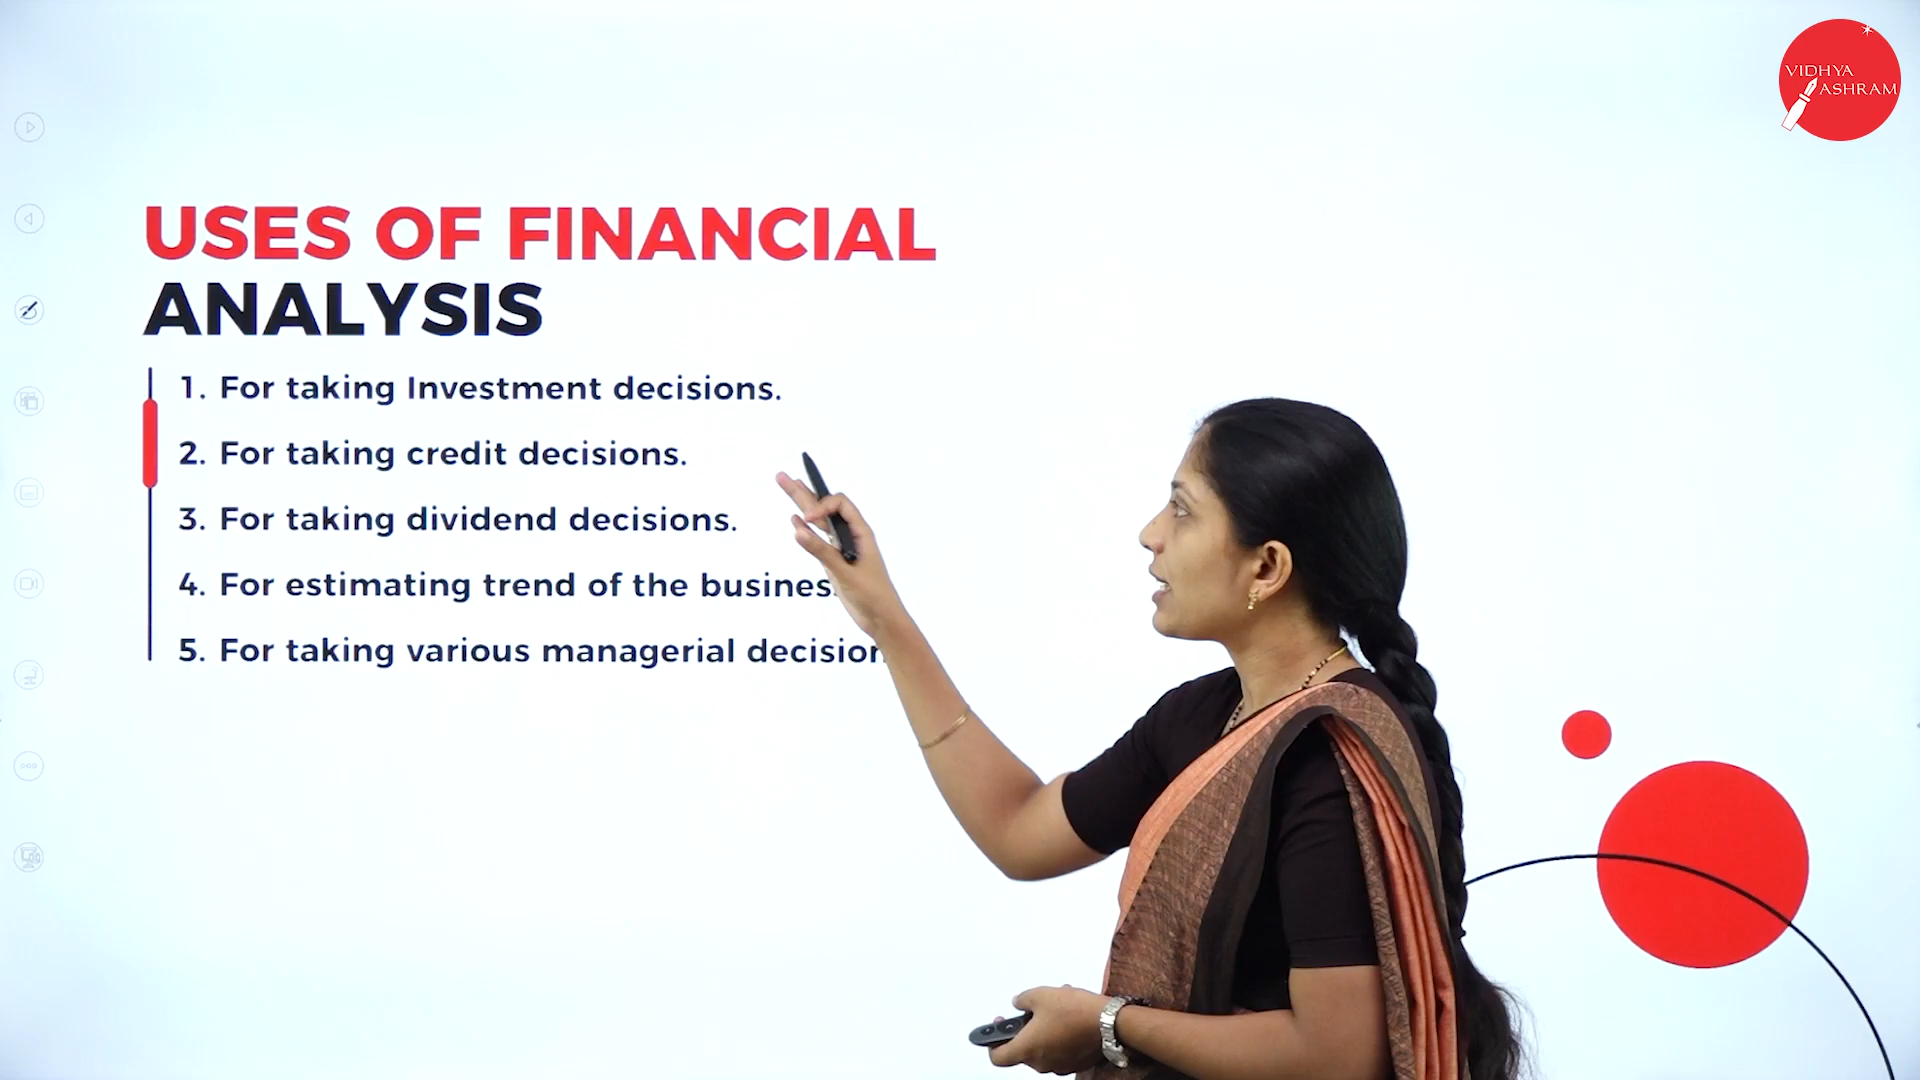 VIDHYA
ASHRAM
USES OF FINANCIAL
ANALYSIS
1. For taking Investment decisions.
2. For taking credit decisions.
3. For taking dividend decisions.
4. For estimating trend of the busines
5. For taking various managerial decision